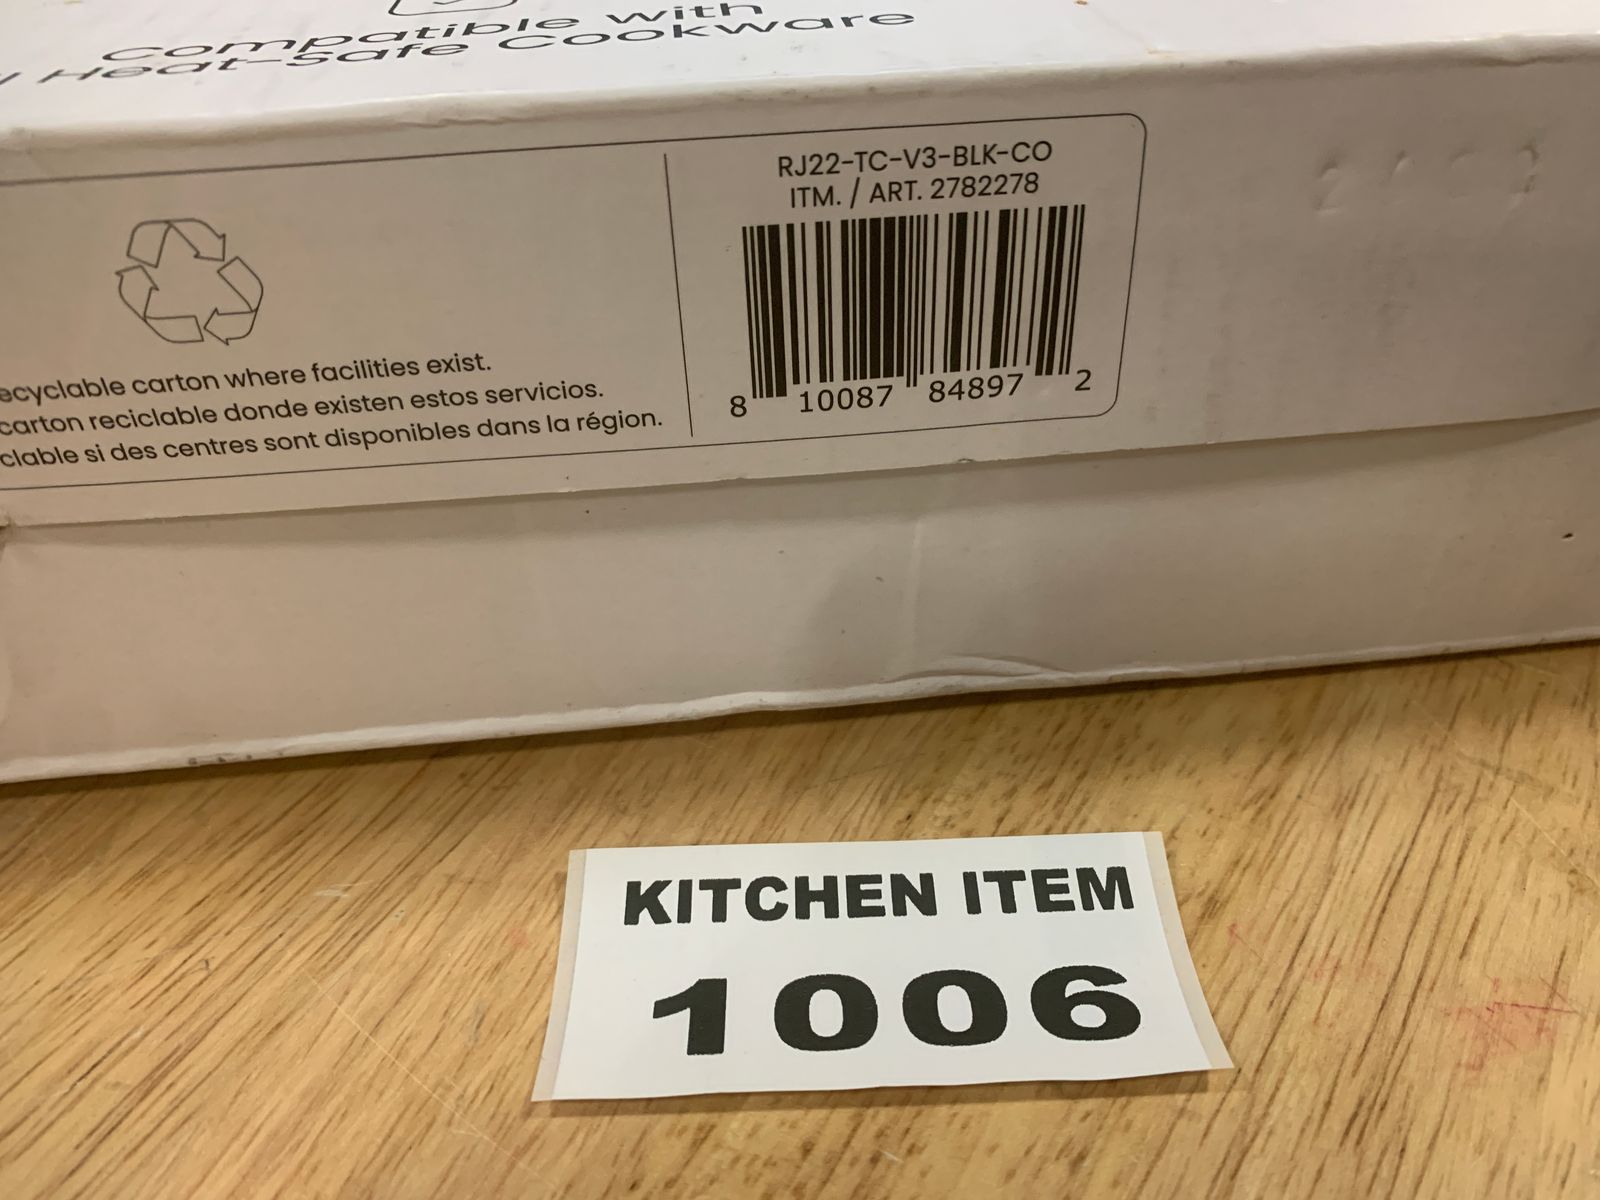 Compatible with
Heat-Safe Cookware
RJ22-TC-V3-BLK-CO
ITM. / ART. 2782278
8 10087 84897 2
ecyclable carton where facilities exist.
carton reciclable donde existen estos servicios.
clable si des centres sont disponibles dans la région.
KITCHEN ITEM
1006